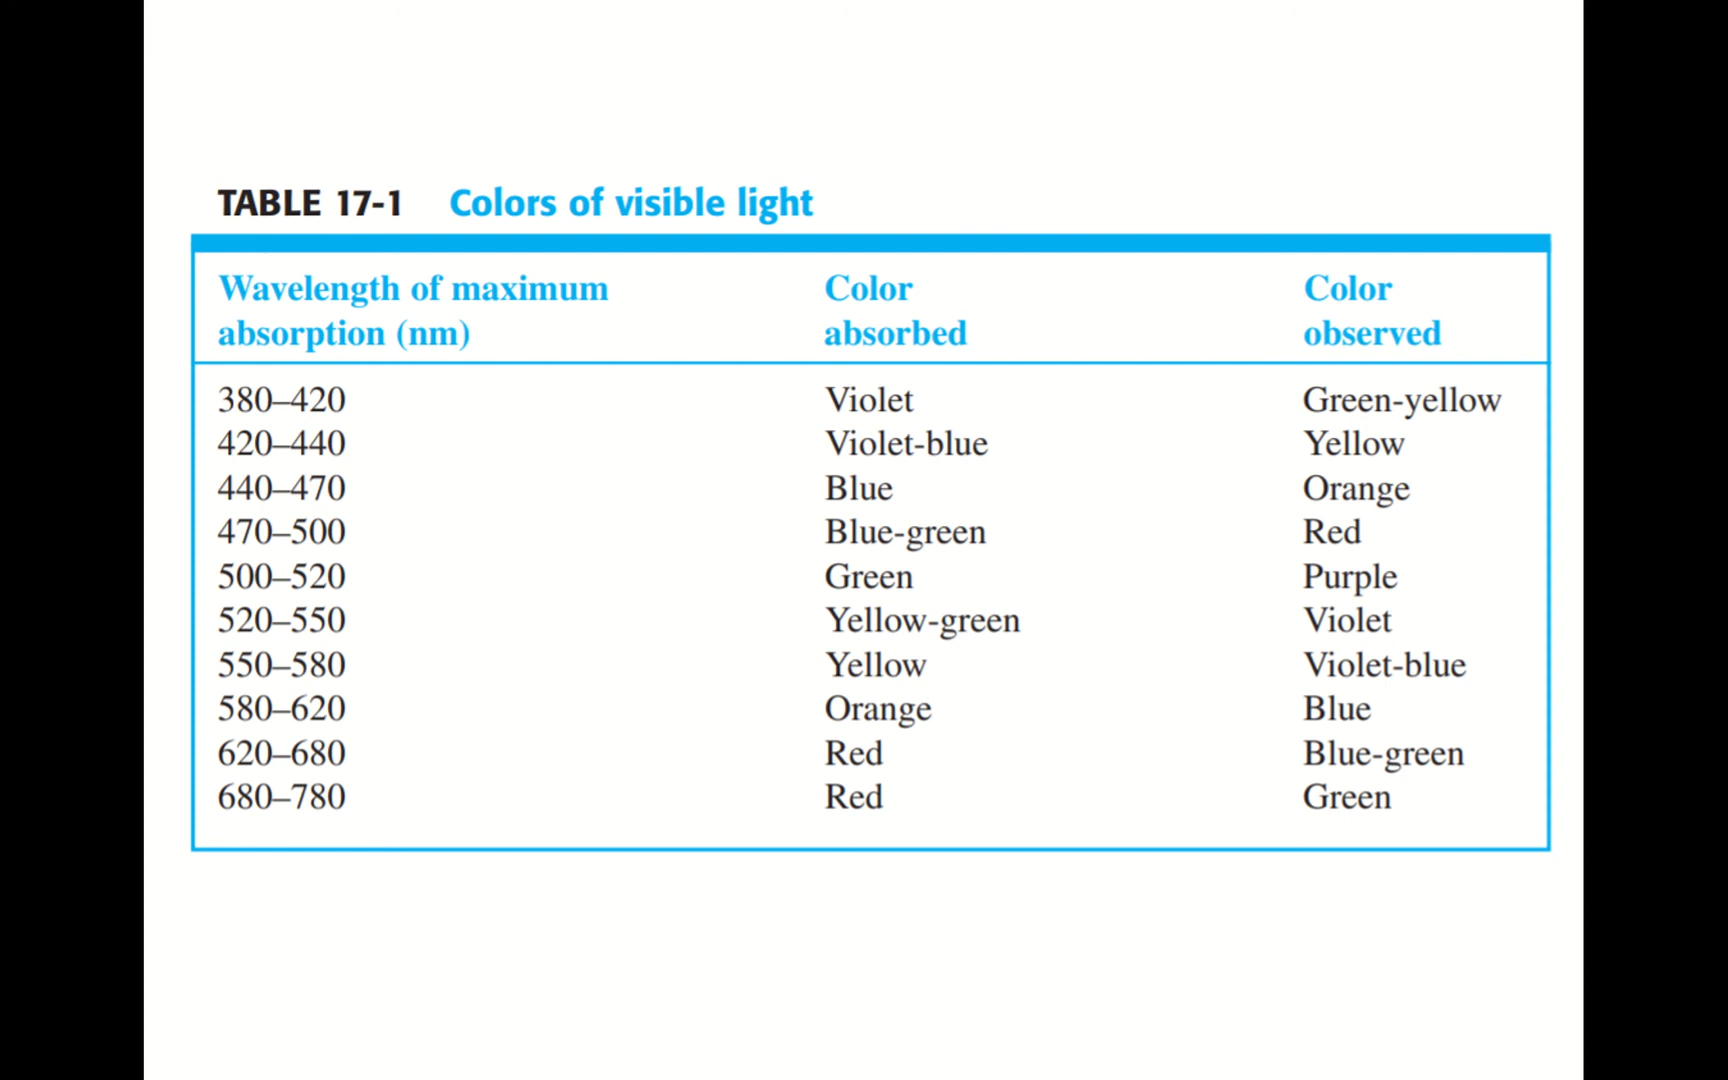 TABLE 17-1 Colors of visible light
Wavelength of maximum absorption (nm) Color absorbed Color observed
380–420 Violet Green-yellow
420–440 Violet-blue Yellow
440–470 Blue Orange
470–500 Blue-green Red
500–520 Green Purple
520–550 Yellow-green Violet
550–580 Yellow Violet-blue
580–620 Orange Blue
620–680 Red Blue-green
680–780 Red Green